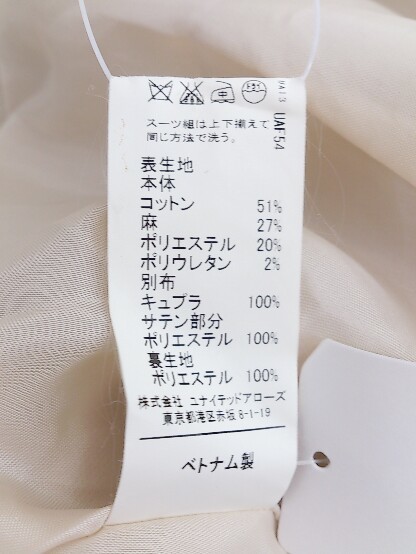 UA13 UAF54
スーツ組は上下揃えて
同じ方法で洗う。
表生地
本体
コットン 51%
麻 27%
ポリエステル 20%
ポリウレタン 2%
別布
キュプラ 100%
サテン部分
ポリエステル 100%
裏生地
ポリエステル 100%
株式会社 ユナイテッドアローズ
東京都港区赤坂8-1-19
ベトナム製